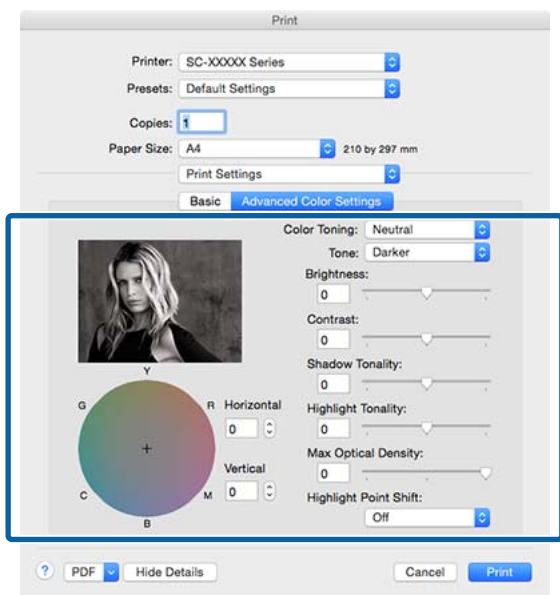 Print
Printer: SC-XXXXX Series
Presets: Default Settings
Copies: 1
Paper Size: A4 210 by 297 mm
Print Settings
Basic Advanced Color Settings
Color Toning: Neutral
Tone: Darker
Brightness:
0
Contrast:
0
Shadow Tonality:
0
Highlight Tonality:
0
Max Optical Density:
0
Highlight Point Shift:
Off
Y
G R
C M
B
Horizontal
0
Vertical
0
? PDF Hide Details Cancel Print